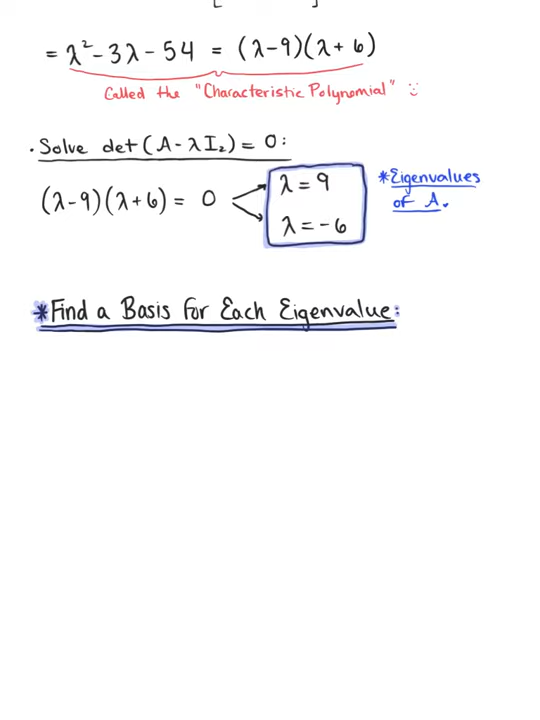 = λ² - 3λ - 54 = (λ-9)(λ+6)
Called the "Characteristic Polynomial" :)
· Solve det(A - λI₂) = 0:
(λ-9)(λ+6) = 0
λ = 9
λ = -6
*Eigenvalues
of A.
*Find a Basis for Each Eigenvalue: